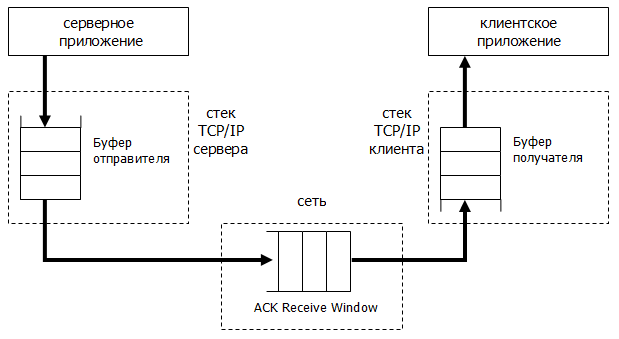 серверное
приложение
клиентское
приложение
стек
TCP/IP
сервера
Буфер
отправителя
стек
TCP/IP
клиента
Буфер
получателя
сеть
ACK Receive Window